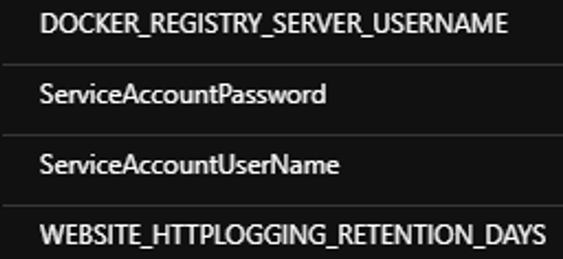 DOCKER_REGISTRY_SERVER_USERNAME
ServiceAccountPassword
ServiceAccountUserName
WEBSITE_HTTPLOGGING_RETENTION_DAYS